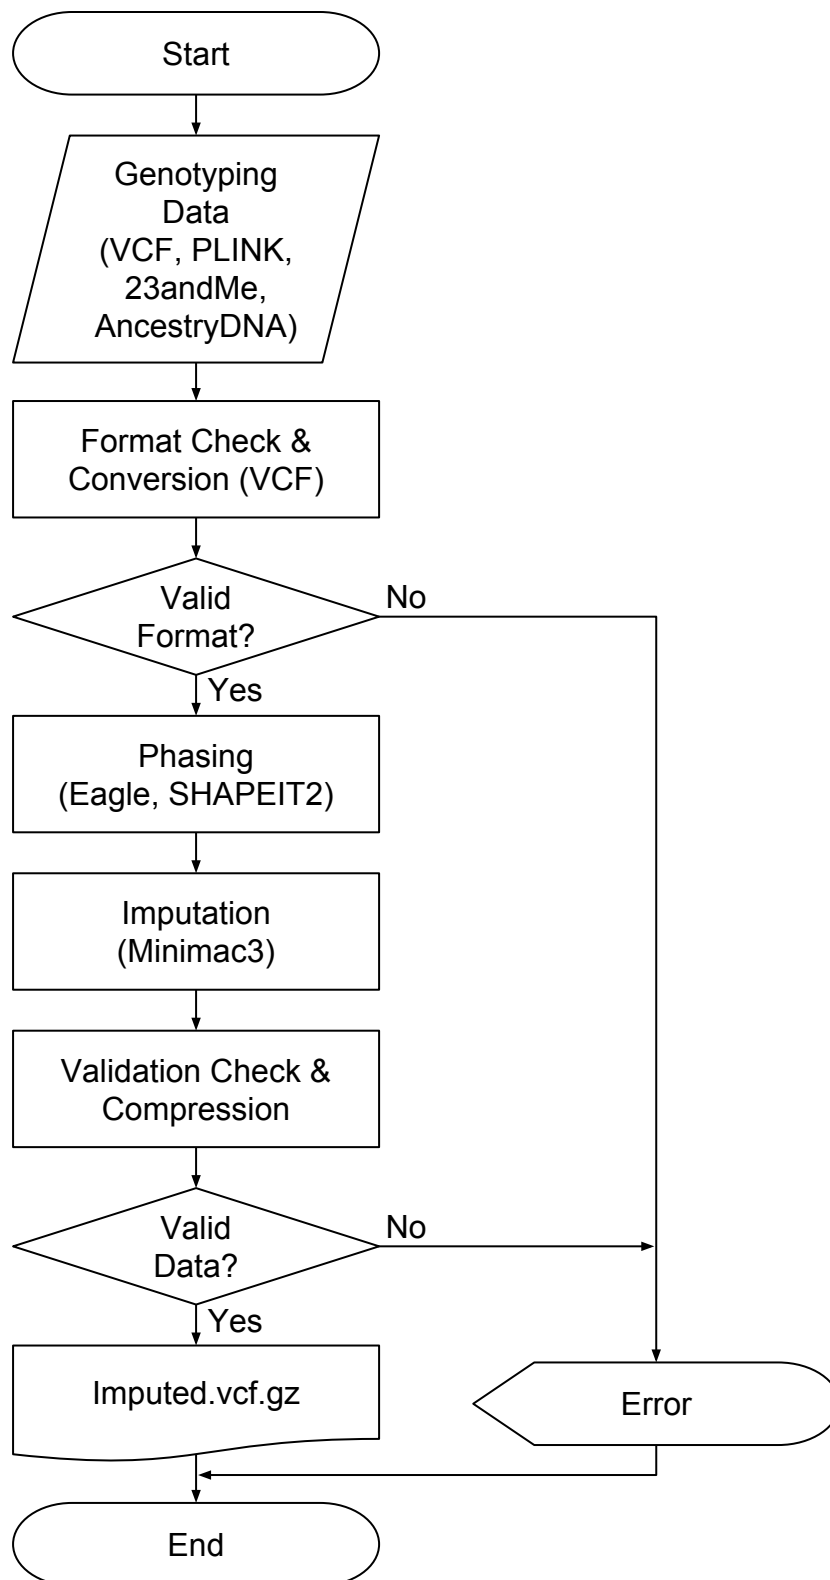 Start
Genotyping
Data
(VCF, PLINK,
23andMe,
AncestryDNA)
Format Check &
Conversion (VCF)
Valid
Format?
No
Yes
Phasing
(Eagle, SHAPEIT2)
Imputation
(Minimac3)
Validation Check &
Compression
Valid
Data?
No
Yes
Imputed.vcf.gz
Error
End